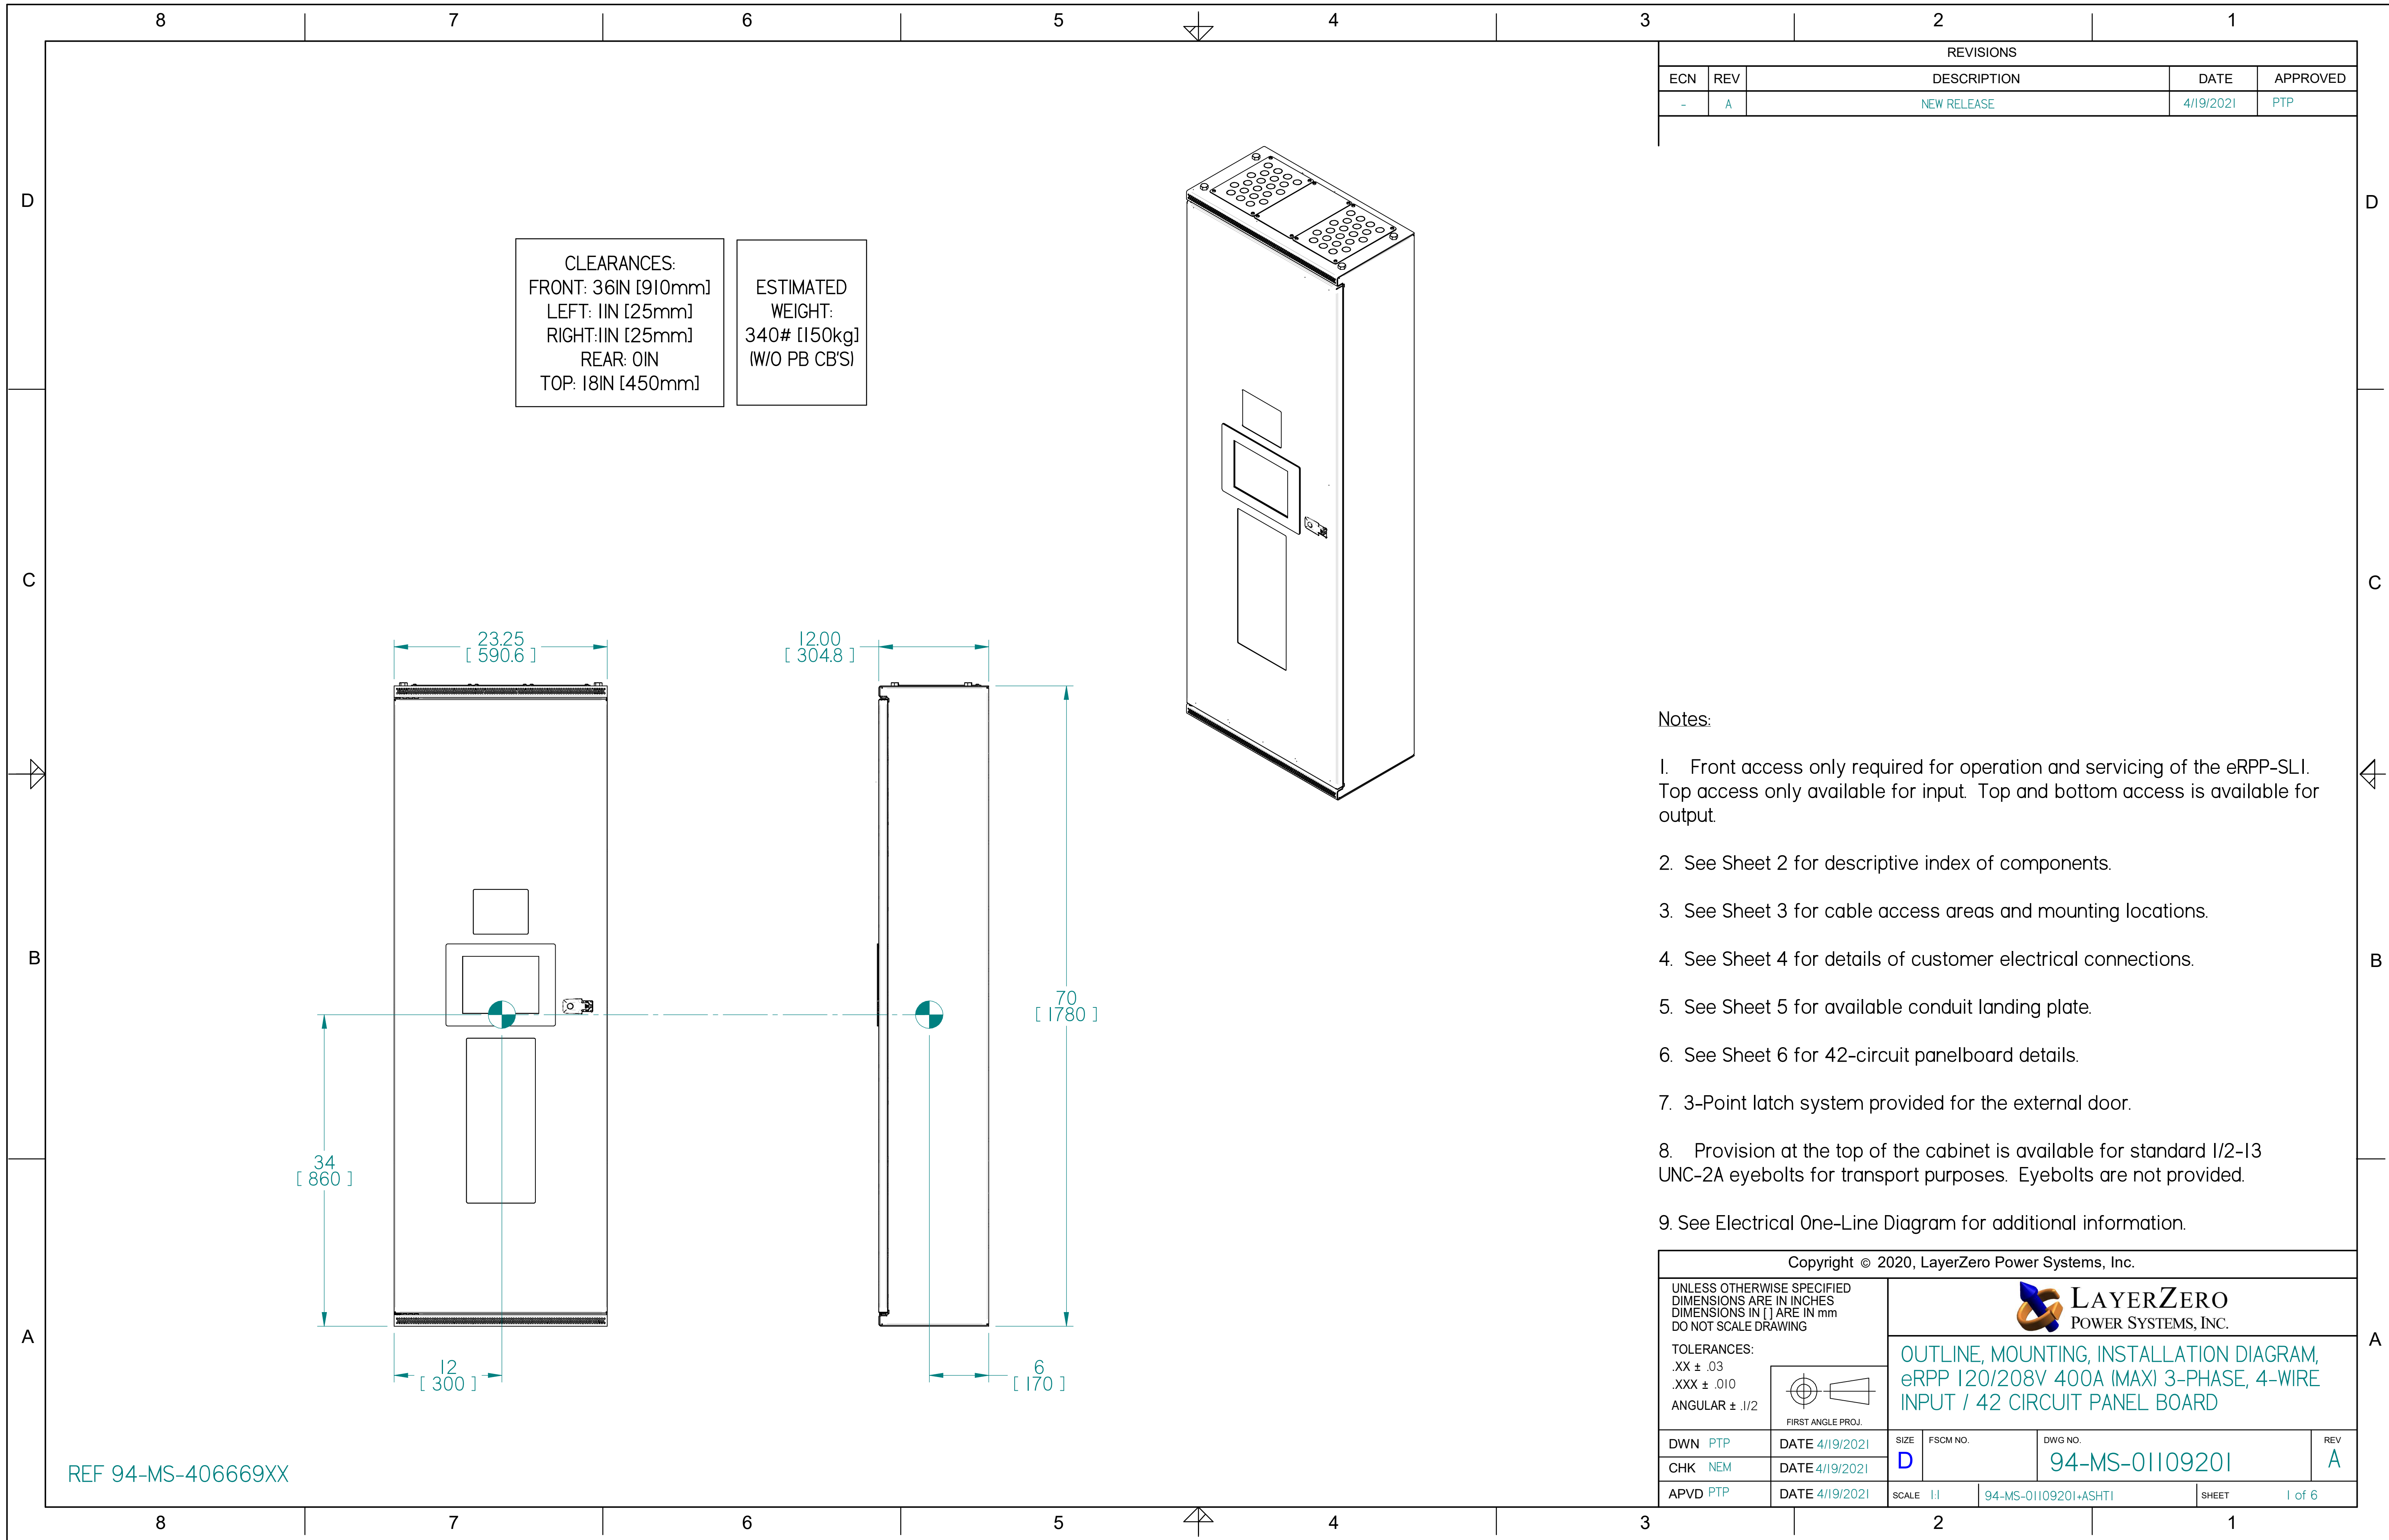 8 7 6 5 4 3 2 1
REVISIONS
ECN REV DESCRIPTION DATE APPROVED
- A NEW RELEASE 4/19/2021 PTP
D D
CLEARANCES:
FRONT: 36IN [910mm]
LEFT: 1IN [25mm]
RIGHT:1IN [25mm]
REAR: 0IN
TOP: 18IN [450mm]
ESTIMATED
WEIGHT:
340# [150kg]
(W/O PB CB'S)
C C
23.25
[ 590.6 ]
12.00
[ 304.8 ]
70
[ 1780 ]
34
[ 860 ]
12
[ 300 ]
6
[ 170 ]
B B
Notes:
1. Front access only required for operation and servicing of the eRPP-SL1.
Top access only available for input. Top and bottom access is available for
output.
2. See Sheet 2 for descriptive index of components.
3. See Sheet 3 for cable access areas and mounting locations.
4. See Sheet 4 for details of customer electrical connections.
5. See Sheet 5 for available conduit landing plate.
6. See Sheet 6 for 42-circuit panelboard details.
7. 3-Point latch system provided for the external door.
8. Provision at the top of the cabinet is available for standard 1/2-13
UNC-2A eyebolts for transport purposes. Eyebolts are not provided.
9. See Electrical One-Line Diagram for additional information.
A A
Copyright © 2020, LayerZero Power Systems, Inc.
UNLESS OTHERWISE SPECIFIED
DIMENSIONS ARE IN INCHES
DIMENSIONS IN [ ] ARE IN mm
DO NOT SCALE DRAWING
TOLERANCES:
.XX ± .03
.XXX ± .010
ANGULAR ± .1/2
FIRST ANGLE PROJ.
LAYERZERO
POWER SYSTEMS, INC.
OUTLINE, MOUNTING, INSTALLATION DIAGRAM,
eRPP 120/208V 400A (MAX) 3-PHASE, 4-WIRE
INPUT / 42 CIRCUIT PANEL BOARD
DWN PTP DATE 4/19/2021
CHK NEM DATE 4/19/2021
APVD PTP DATE 4/19/2021
SIZE D FSCM NO. DWG NO. 94-MS-01109201 REV A
SCALE 1:1 94-MS-01109201+ASHT1 SHEET 1 of 6
REF 94-MS-406669XX
8 7 6 5 4 3 2 1